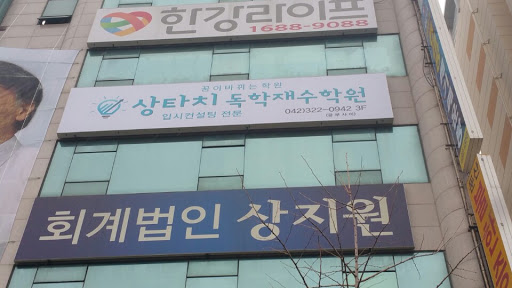 한강라이프
1688-9088
꿈이바뀌는 학원
상타치 독학재수학원
입시컨설팅 전문
042)322-0942 3F
회계법인 상지원